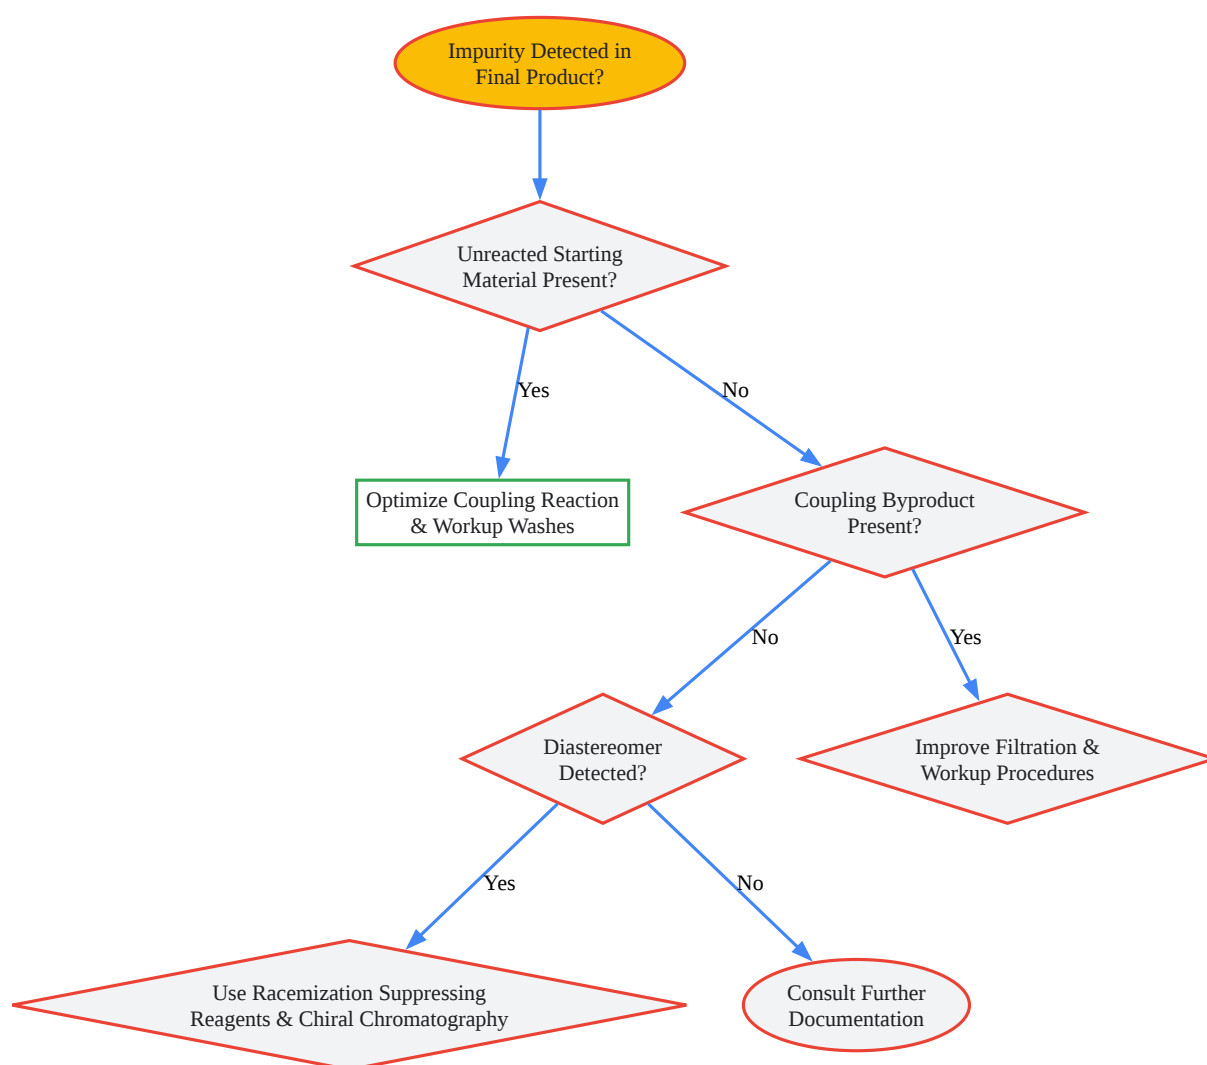 Impurity Detected in
Final Product?
Unreacted Starting
Material Present?
Yes
No
Optimize Coupling Reaction
& Workup Washes
Coupling Byproduct
Present?
No
Yes
Diastereomer
Detected?
Improve Filtration &
Workup Procedures
Yes
No
Use Racemization Suppressing
Reagents & Chiral Chromatography
Consult Further
Documentation